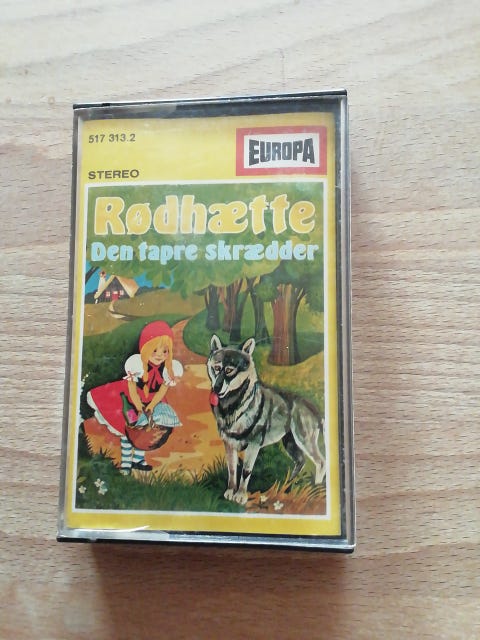 517 313.2
EUROPA
STEREO
Rødhætte
Den tapre skrædder